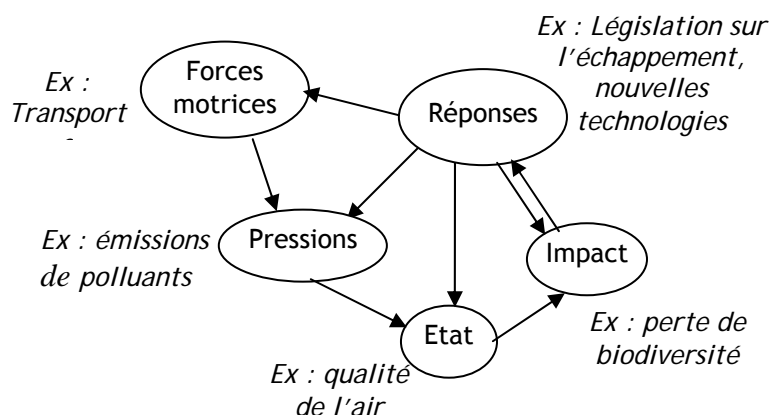 Ex :
Transport
Forces
motrices
Réponses
Ex : Législation sur
l'échappement,
nouvelles
technologies
Ex : émissions
de polluants
Pressions
Impact
Etat
Ex : perte de
biodiversité
Ex : qualité
de l'air